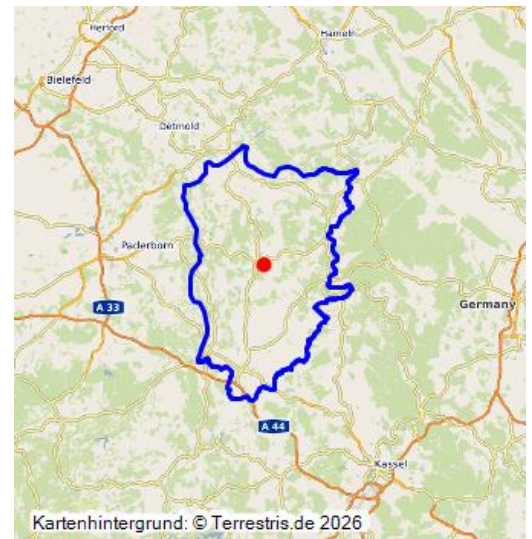 Herford
Hameln
Bielefeld
Detmold
Paderborn
A 33
Germany
A 44
Kassel
Kartenhintergrund: © Terrestris.de 2026